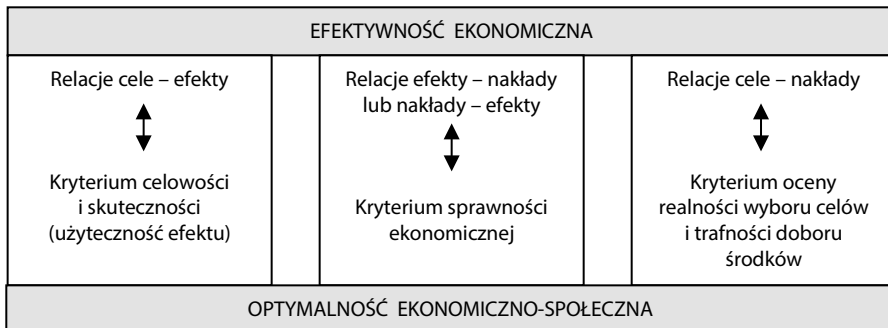 EFEKTYWNOŚĆ EKONOMICZNA
Relacje cele – efekty
Kryterium celowości
i skuteczności
(użyteczność efektu)
Relacje efekty – nakłady
lub nakłady – efekty
Kryterium sprawności
ekonomicznej
Relacje cele – nakłady
Kryterium oceny
realności wyboru celów
i trafności doboru
środków
OPTYMALNOŚĆ EKONOMICZNO-SPOŁECZNA